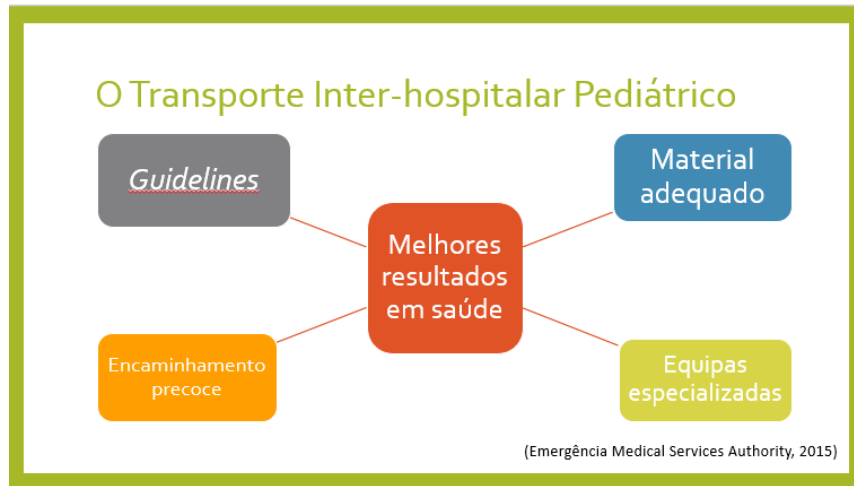 O Transporte Inter-hospitalar Pediátrico
Guidelines
Material
adequado
Melhores
resultados
em saúde
Encaminhamento
precoce
Equipas
especializadas
(Emergência Medical Services Authority, 2015)